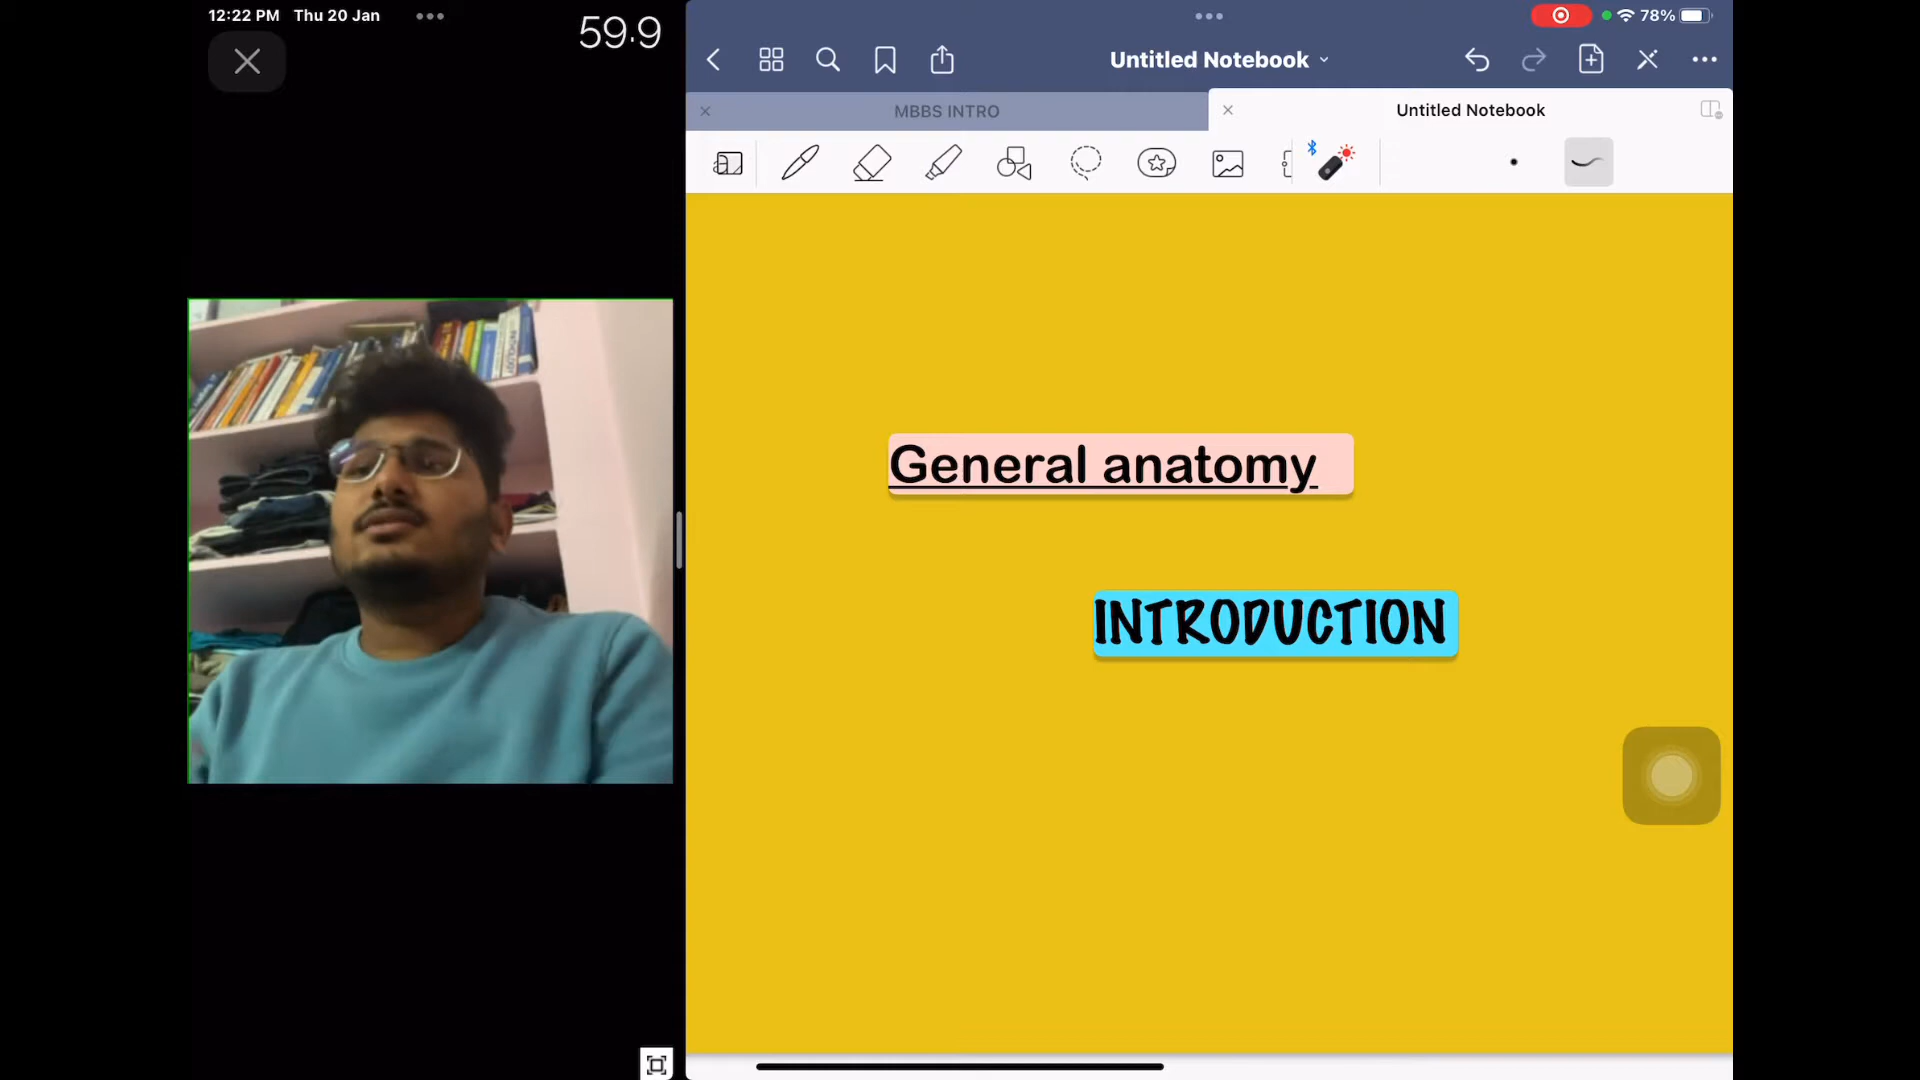 12:22 PM Thu 20 Jan
59.9
78%
Untitled Notebook
MBBS INTRO
Untitled Notebook
General anatomy
INTRODUCTION